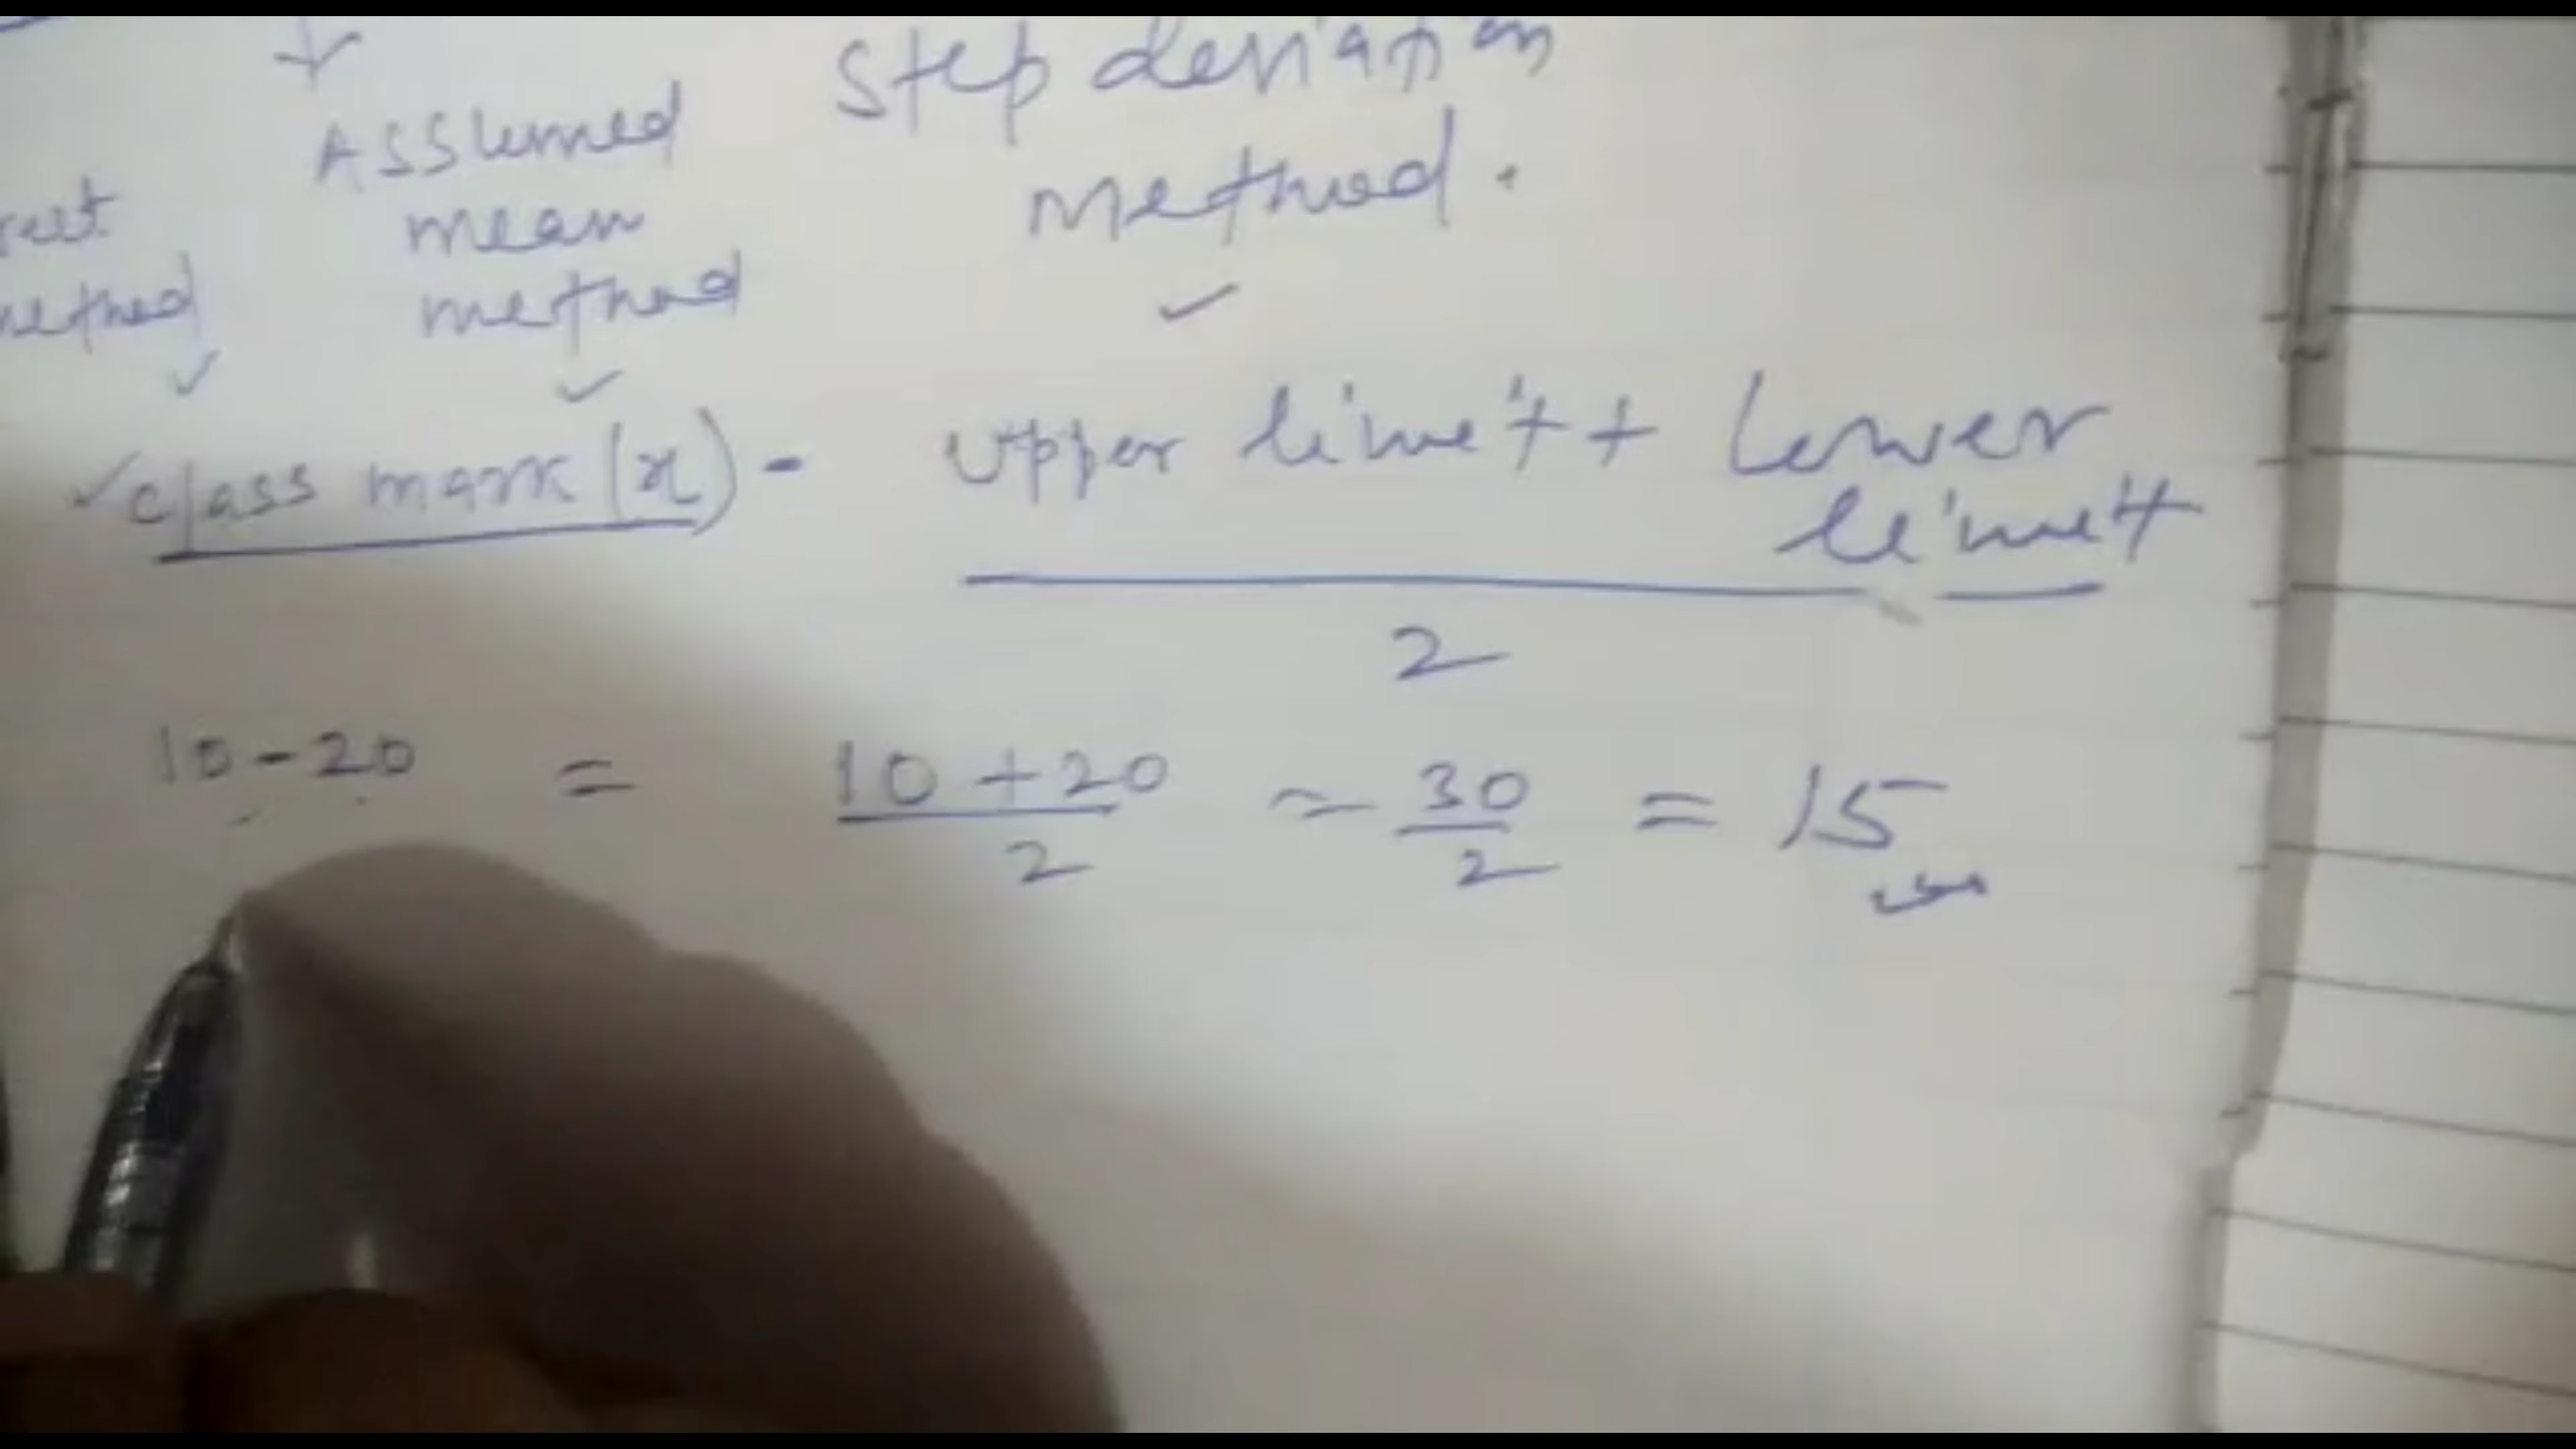 Step deviation
Assumed
method.
mean
method
method
class mark (x) - upper limit + Lower
limit
2
10-20 = 10 + 20 = 30 = 15
2 2